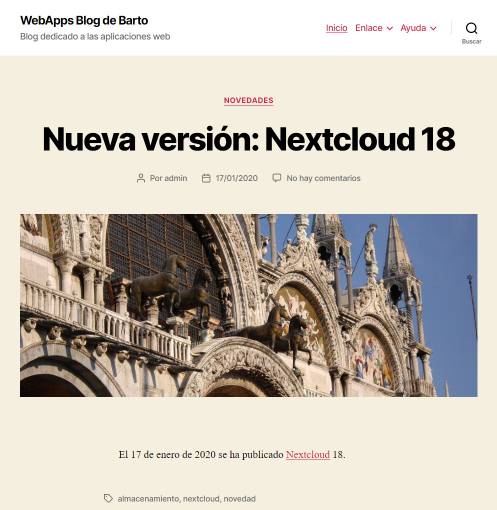 WebApps Blog de Barto
Blog dedicado a las aplicaciones web
Inicio Enlace Ayuda
Buscar
NOVEDADES
Nueva versión: Nextcloud 18
Por admin 17/01/2020 No hay comentarios
El 17 de enero de 2020 se ha publicado Nextcloud 18.
almacenamiento, nextcloud, novedad